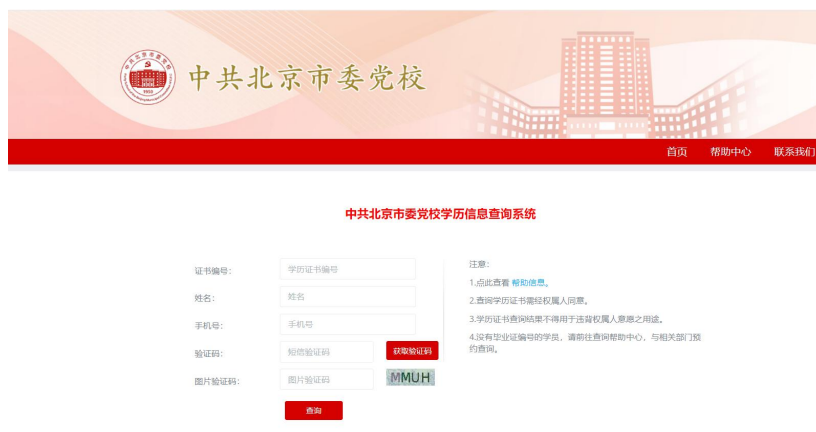 中共北京市委党校
首页 帮助中心 联系我们
中共北京市委党校学历信息查询系统
证书编号: 学历证书编号
姓名: 姓名
手机号: 手机号
验证码: 短信验证码 获取验证码
图片验证码: 图片验证码 MMUH
查询
注意:
1.点此查看 帮助信息。
2.查询学历证书需经权属人同意。
3.学历证书查询结果不得用于违背权属人意愿之用途。
4.没有毕业证编号的学员，请前往查询帮助中心，与相关部门预
约查询。